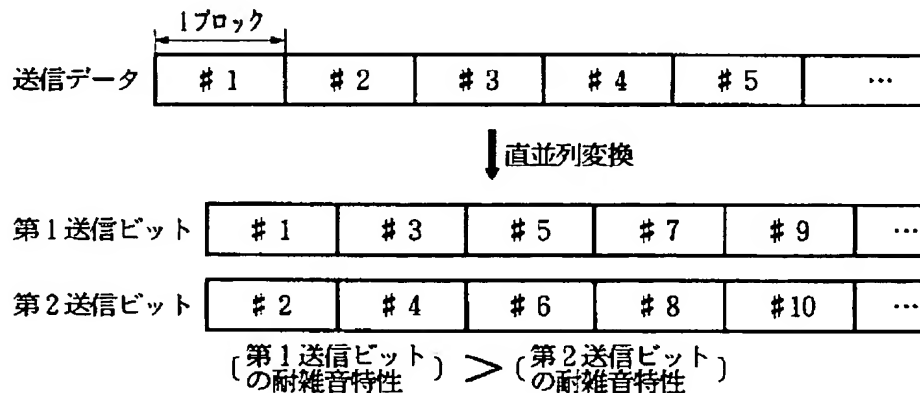 1ブロック
送信データ #1 #2 #3 #4 #5 …
直並列変換
第1送信ビット #1 #3 #5 #7 #9 …
第2送信ビット #2 #4 #6 #8 #10 …
(第1送信ビットの耐雑音特性) > (第2送信ビットの耐雑音特性)